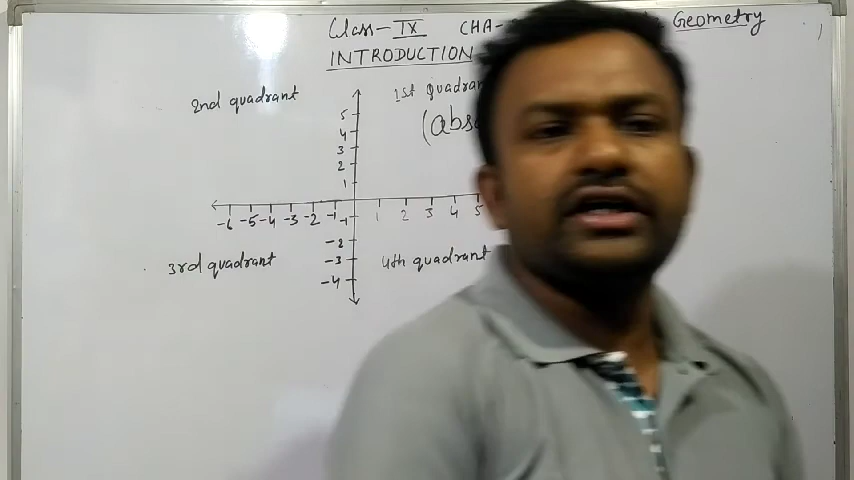 Class-IX CHA- Geometry
INTRODUCTION
2nd quadrant 1st Quadran
(abs
5
4
3
2
1
-6 -5 -4 -3 -2 -1 -1 1 2 3 4 5
-2
3rd quadrant -3 4th quadrant
-4